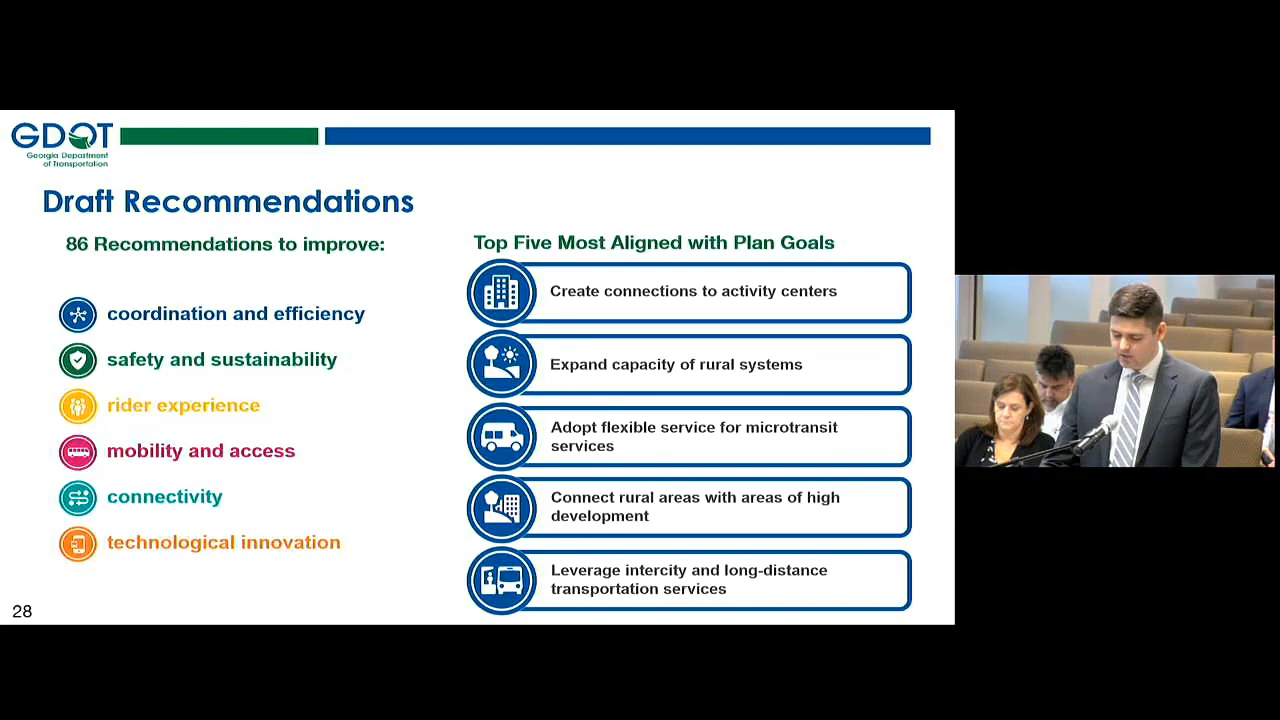 GDOT
Georgia Department
of Transportation
Draft Recommendations
86 Recommendations to improve:
coordination and efficiency
safety and sustainability
rider experience
mobility and access
connectivity
technological innovation
Top Five Most Aligned with Plan Goals
Create connections to activity centers
Expand capacity of rural systems
Adopt flexible service for microtransit
services
Connect rural areas with areas of high
development
Leverage intercity and long-distance
transportation services
28